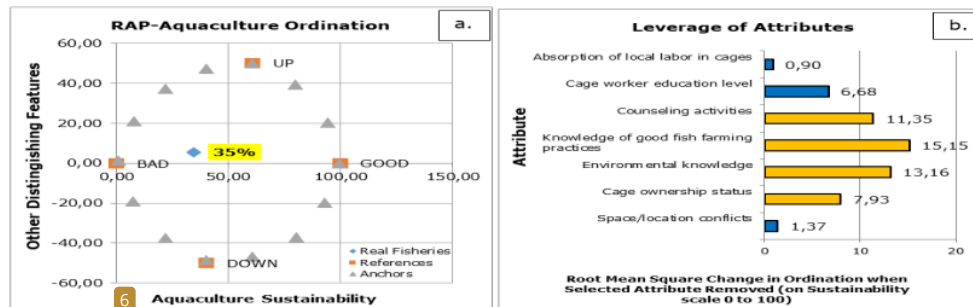 RAP-Aquaculture Ordination
a.
60,00
UP
40,00
20,00
35%
0,00
BAD
GOOD
0,00
50,00
100,00
150,00
-20,00
-40,00
DOWN
-60,00
Other Distingishing Features
Real Fisheries
References
Anchors
6
Aquaculture Sustainability
Leverage of Attributes
b.
Attribute
Absorption of local labor in cages
0,90
Cage worker education level
6,68
Counseling activities
11,35
Knowledge of good fish farming
practices
15,15
Environmental knowledge
13,16
Cage ownership status
7,93
Space/location conflicts
1,37
0
10
20
Root Mean Square Change in Ordination when
Selected Attribute Removed (on Sustainability
scale 0 to 100)